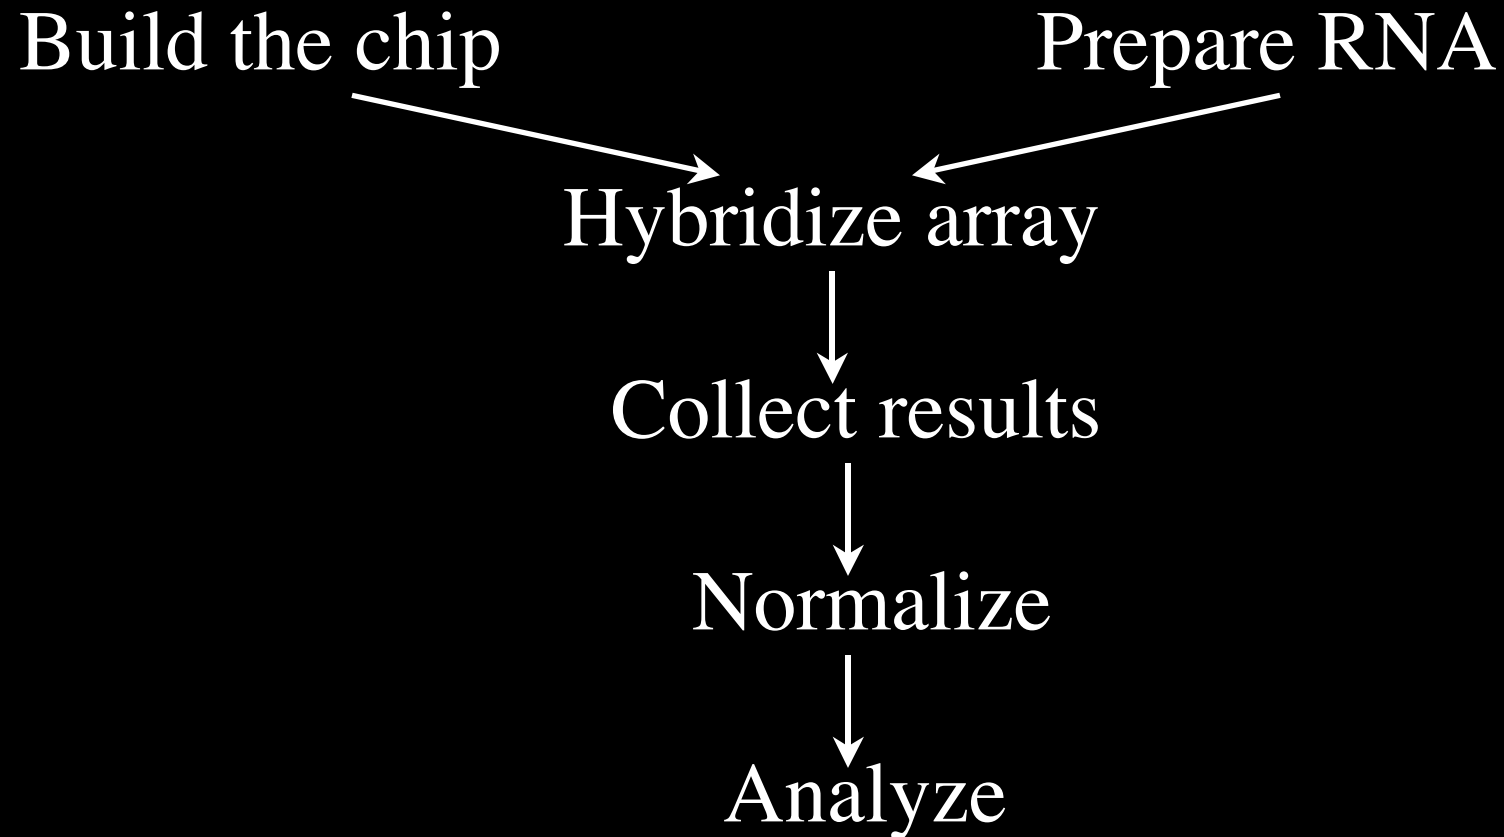 Build the chip
Prepare RNA
Hybridize array
Collect results
Normalize
Analyze